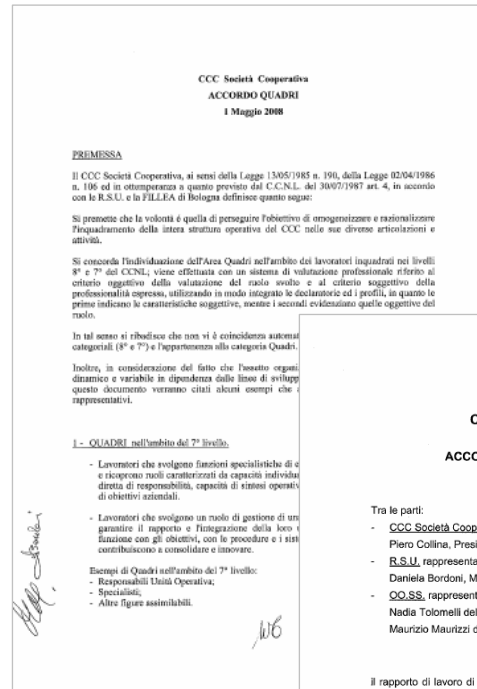 CCC Società Cooperativa
ACCORDO QUADRI
1 Maggio 2008
PREMESSA
Il CCC Società Cooperativa, ai sensi della Legge 13/05/1985 n. 190, della Legge 02/04/1986
n. 106 ed in ottemperanza a quanto previsto dal C.C.N.L. del 30/07/1987 art. 4, in accordo
con le R.S.U. e la FILLEA di Bologna definisce quanto segue:
Si premette che la volontà è quella di perseguire l'obiettivo di omogeneizzare e razionalizzare
l'inquadramento della intera struttura operativa del CCC nelle sue diverse articolazioni e
attività.
Si concorda l'individuazione dell'Area Quadri nell'ambito dei lavoratori inquadrati nei livelli
8° e 7° del CCNL; viene effettuata con un sistema di valutazione professionale riferito al
criterio oggettivo della valutazione del ruolo svolto e al criterio soggettivo della
professionalità espressa, utilizzando in modo integrato le declaratorie ed i profili, in quanto le
prime indicano le caratteristiche soggettive, mentre i secondi evidenziano quelle oggettive del
ruolo.
In tal senso si ribadisce che non vi è coincidenza automat
categoriali (8° e 7°) e l'appartenenza alla categoria Quadri.
Inoltre, in considerazione del fatto che l'assetto organi
dinamico e variabile in dipendenza dalle linee di svilupp
questo documento verranno citati alcuni esempi che
rappresentativi.
1 - QUADRI nell'ambito del 7° livello.
- Lavoratori che svolgono funzioni specialistiche di e
e ricoprono ruoli caratterizzati da capacità individua
diretta di responsabilità, capacità di sintesi operativ
di obiettivi aziendali.
- Lavoratori che svolgono un ruolo di gestione di un
garantire il rapporto e l'integrazione della loro
funzione con gli obiettivi, con le procedure e i sist
contribuiscono a consolidare e innovare.
Esempi di Quadri nell'ambito del 7° livello:
- Responsabili Unità Operativa;
- Specialisti;
- Altre figure assimilabili.
C
ACCO
Tra le parti:
- CCC Società Coop
Piero Collina, Presi
- R.S.U. rappresenta
Daniela Bordoni, M
- OO.SS. rappresent
Nadia Tolomelli del
Maurizio Maurizzi d
il rapporto di lavoro di